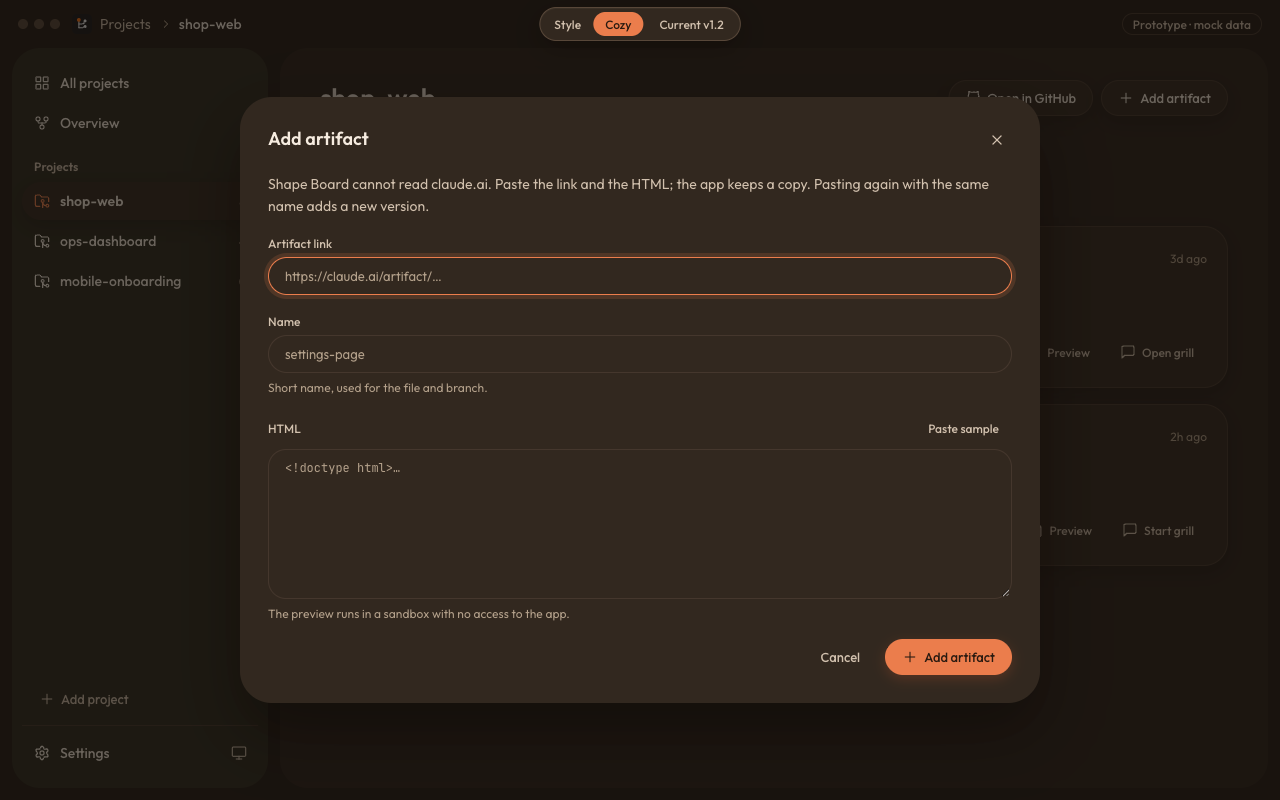 Projects
shop-web
Style
Cozy
Current v1.2
Prototype · mock data
All projects
Overview
Projects
shop-web
ops-dashboard
mobile-onboarding
Add project
Settings
shop-web
Open in GitHub
Add artifact
3d ago
Preview
Open grill
2h ago
Preview
Start grill
Add artifact
Shape Board cannot read claude.ai. Paste the link and the HTML; the app keeps a copy. Pasting again with the same
name adds a new version.
Artifact link
https://claude.ai/artifact/…
Name
settings-page
Short name, used for the file and branch.
HTML
Paste sample
<!doctype html>…
The preview runs in a sandbox with no access to the app.
Cancel
Add artifact